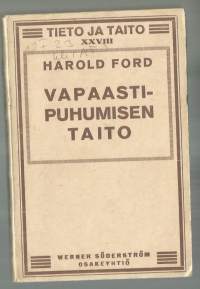 TIETO JA TAITO
XXVIII
HAROLD FORD
VAPAASTI-
PUHUMISEN
TAITO
WERNER SÖDERSTRÖM
OSAKEYHTIÖ